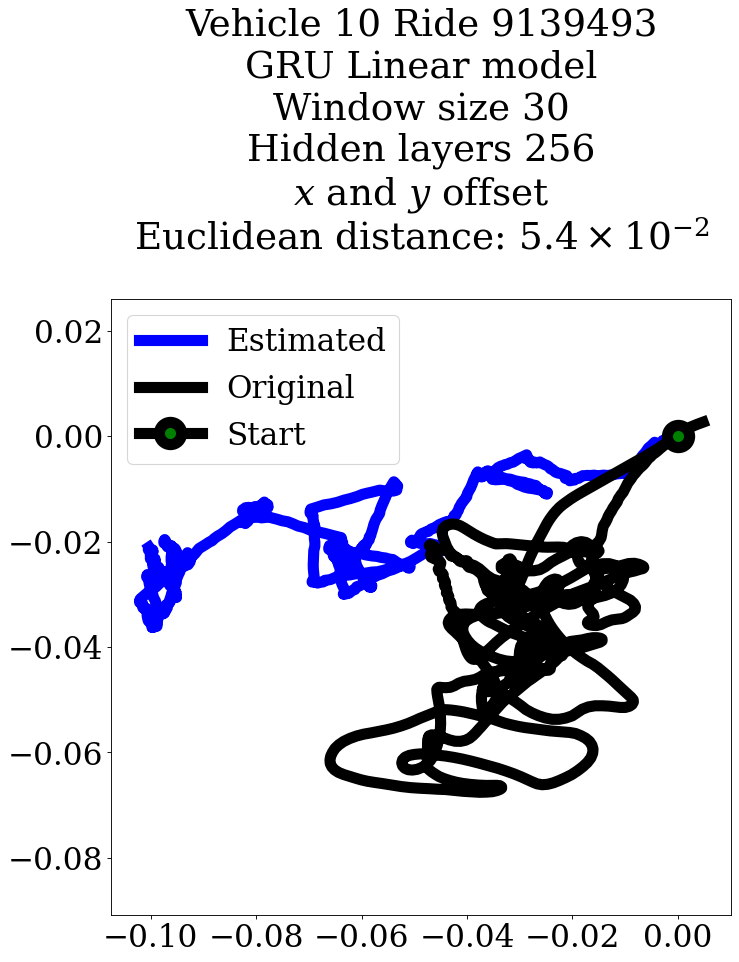 Vehicle 10 Ride 9139493
GRU Linear model
Window size 30
Hidden layers 256
x and y offset
Euclidean distance: 5.4 × 10⁻²
Estimated
Original
Start
0.02
0.00
−0.02
−0.04
−0.06
−0.08
−0.10 −0.08 −0.06 −0.04 −0.02 0.00